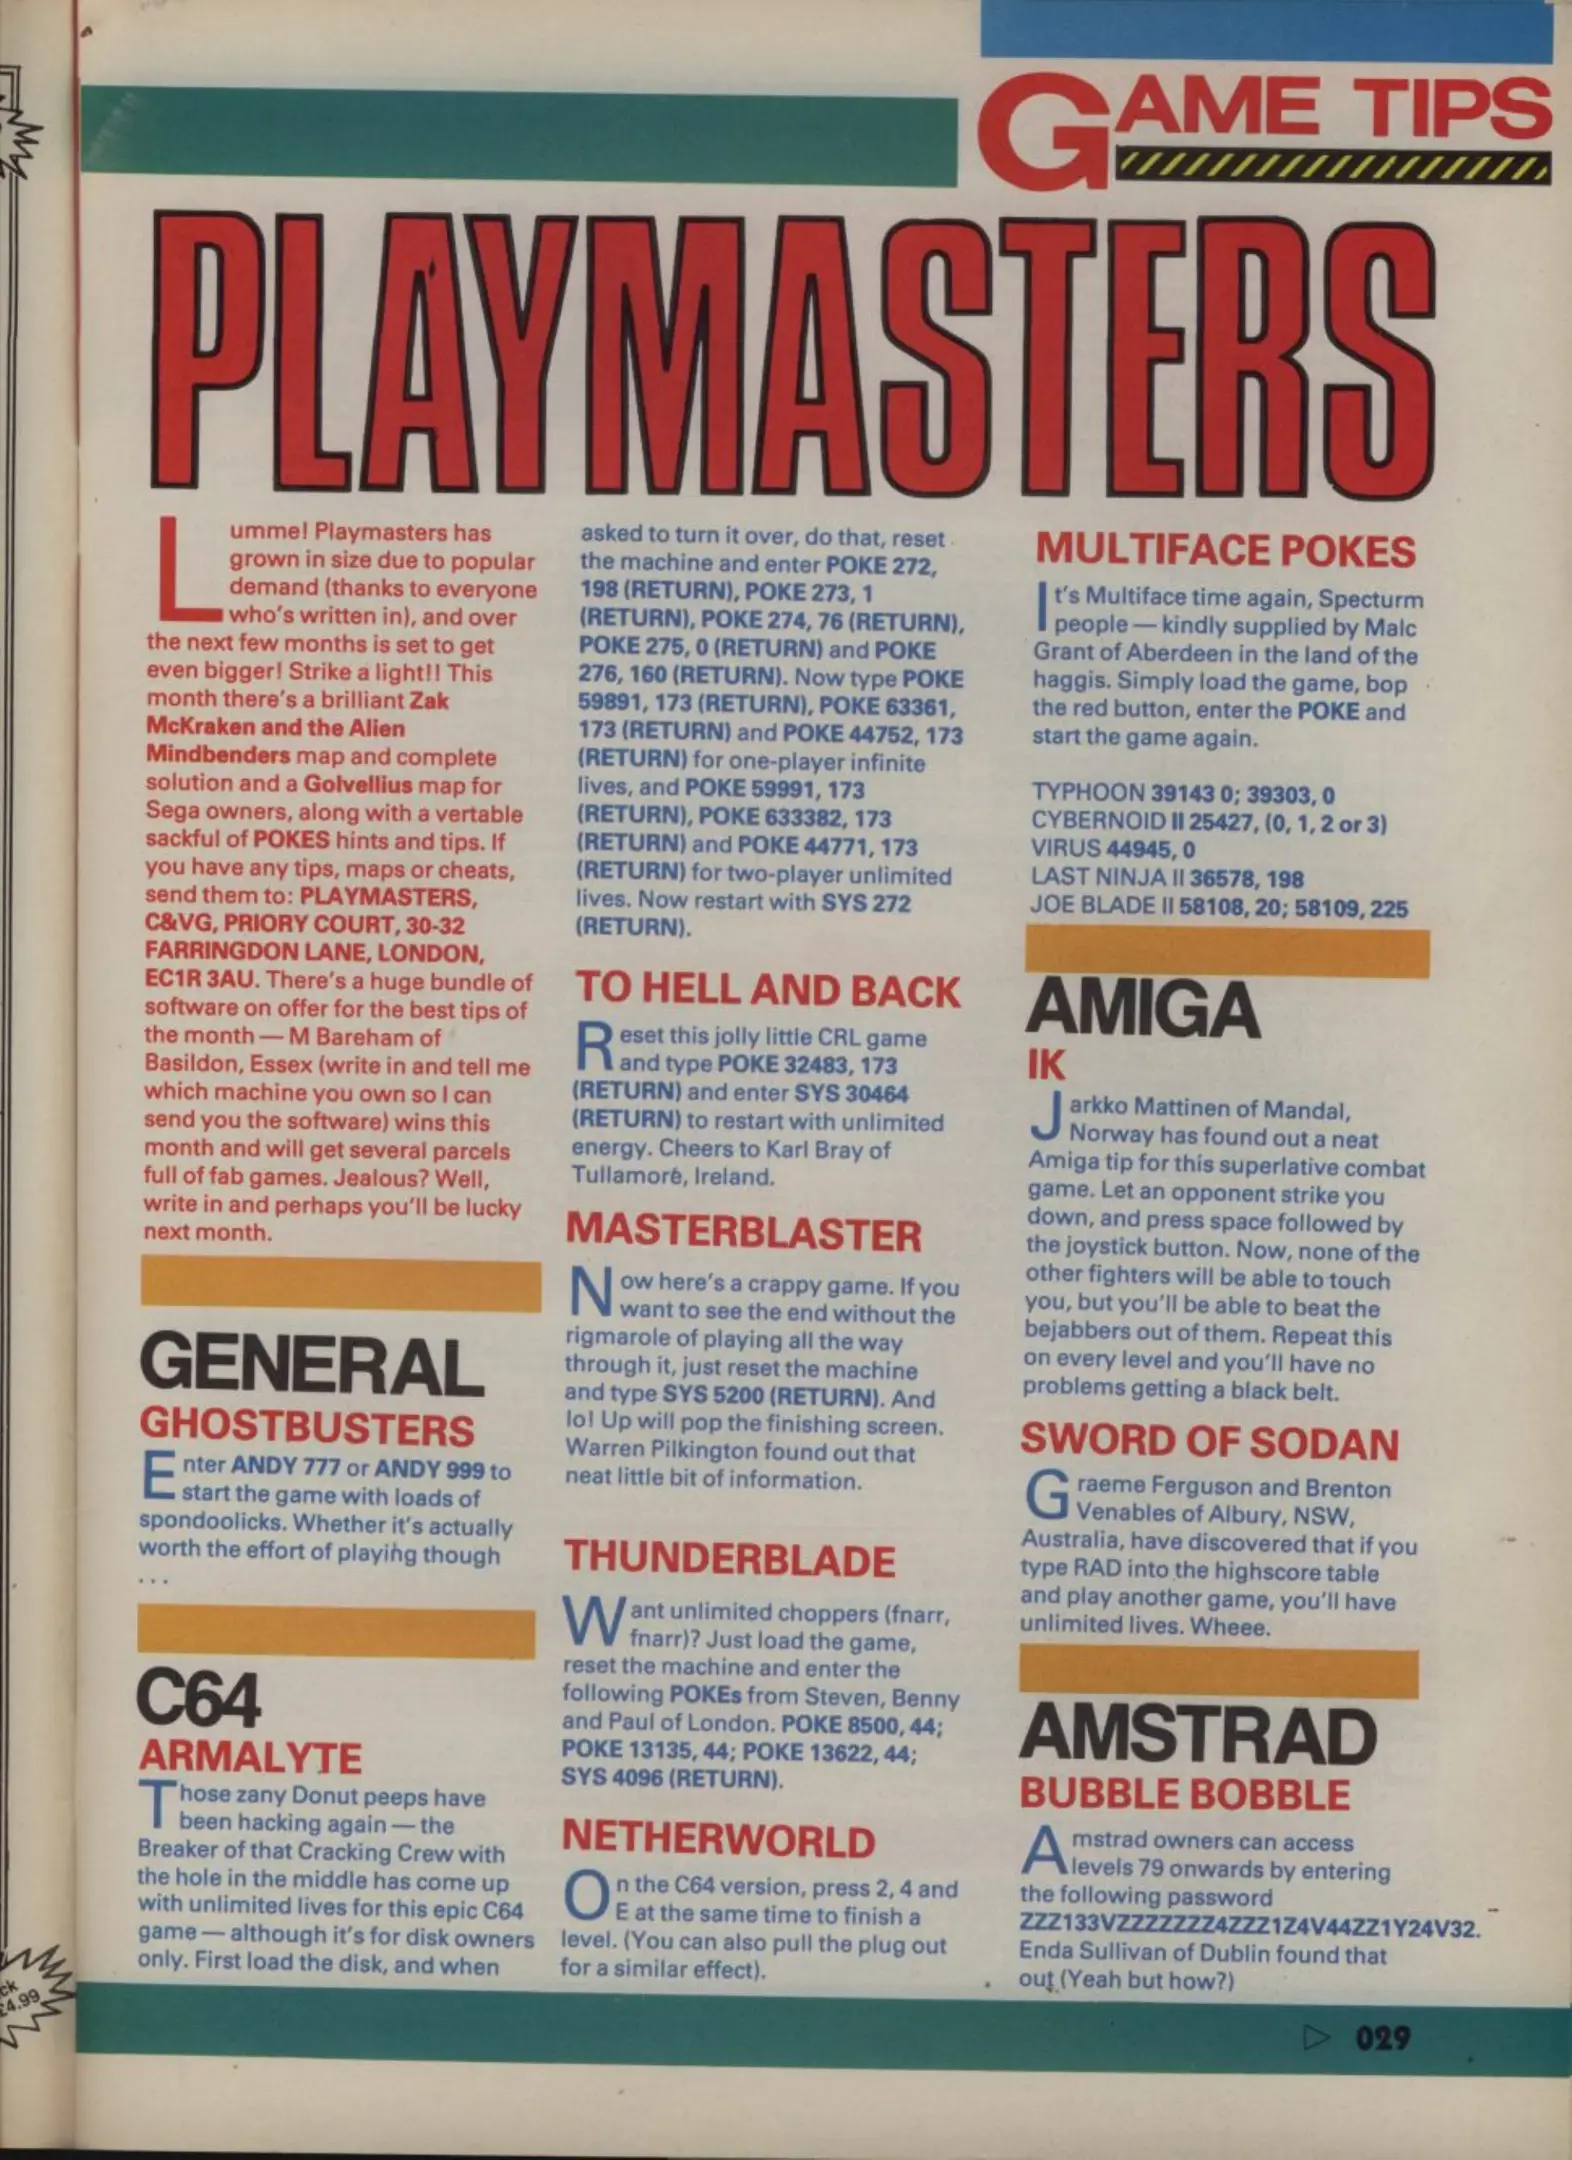 GAME TIPS
PLAYMASTERS
Lumme! Playmasters has
grown in size due to popular
demand (thanks to everyone
who's written in), and over
the next few months is set to get
even bigger! Strike a light!! This
month there's a brilliant Zak
McKraken and the Alien
Mindbenders map and complete
solution and a Golvellius map for
Sega owners, along with a vertable
sackful of POKES hints and tips. If
you have any tips, maps or cheats,
send them to: PLAYMASTERS,
C&VG, PRIORY COURT, 30-32
FARRINGDON LANE, LONDON,
EC1R 3AU. There's a huge bundle of
software on offer for the best tips of
the month — M Bareham of
Basildon, Essex (write in and tell me
which machine you own so I can
send you the software) wins this
month and will get several parcels
full of fab games. Jealous? Well,
write in and perhaps you'll be lucky
next month.
GENERAL
GHOSTBUSTERS
Enter ANDY 777 or ANDY 999 to
start the game with loads of
spondoolicks. Whether it's actually
worth the effort of playing though
...
C64
ARMALYTE
Those zany Donut peeps have
been hacking again — the
Breaker of that Cracking Crew with
the hole in the middle has come up
with unlimited lives for this epic C64
game — although it's for disk owners
only. First load the disk, and when
asked to turn it over, do that, reset
the machine and enter POKE 272,
198 (RETURN), POKE 273, 1
(RETURN), POKE 274, 76 (RETURN),
POKE 275, 0 (RETURN) and POKE
276, 160 (RETURN). Now type POKE
59891, 173 (RETURN), POKE 63361,
173 (RETURN) and POKE 44752, 173
(RETURN) for one-player infinite
lives, and POKE 59991, 173
(RETURN), POKE 633382, 173
(RETURN) and POKE 44771, 173
(RETURN) for two-player unlimited
lives. Now restart with SYS 272
(RETURN).
TO HELL AND BACK
Reset this jolly little CRL game
and type POKE 32483, 173
(RETURN) and enter SYS 30464
(RETURN) to restart with unlimited
energy. Cheers to Karl Bray of
Tullamoré, Ireland.
MASTERBLASTER
Now here's a crappy game. If you
want to see the end without the
rigmarole of playing all the way
through it, just reset the machine
and type SYS 5200 (RETURN). And
lo! Up will pop the finishing screen.
Warren Pilkington found out that
neat little bit of information.
THUNDERBLADE
Want unlimited choppers (fnarr,
fnarr)? Just load the game,
reset the machine and enter the
following POKEs from Steven, Benny
and Paul of London. POKE 8500, 44;
POKE 13135, 44; POKE 13622, 44;
SYS 4096 (RETURN).
NETHERWORLD
On the C64 version, press 2, 4 and
E at the same time to finish a
level. (You can also pull the plug out
for a similar effect).
MULTIFACE POKES
It's Multiface time again, Specturm
people — kindly supplied by Malc
Grant of Aberdeen in the land of the
haggis. Simply load the game, bop
the red button, enter the POKE and
start the game again.
TYPHOON 39143 0; 39303, 0
CYBERNOID II 25427, (0, 1, 2 or 3)
VIRUS 44945, 0
LAST NINJA II 36578, 198
JOE BLADE II 58108, 20; 58109, 225
AMIGA
IK
Jarkko Mattinen of Mandal,
Norway has found out a neat
Amiga tip for this superlative combat
game. Let an opponent strike you
down, and press space followed by
the joystick button. Now, none of the
other fighters will be able to touch
you, but you'll be able to beat the
bejabbers out of them. Repeat this
on every level and you'll have no
problems getting a black belt.
SWORD OF SODAN
Graeme Ferguson and Brenton
Venables of Albury, NSW,
Australia, have discovered that if you
type RAD into the highscore table
and play another game, you'll have
unlimited lives. Wheee.
AMSTRAD
BUBBLE BOBBLE
Amstrad owners can access
levels 79 onwards by entering
the following password
ZZZ133VZZZZZZZ4ZZZ1Z4V44ZZ1Y24V32.
Enda Sullivan of Dublin found that
out (Yeah but how?)
029
£4.99